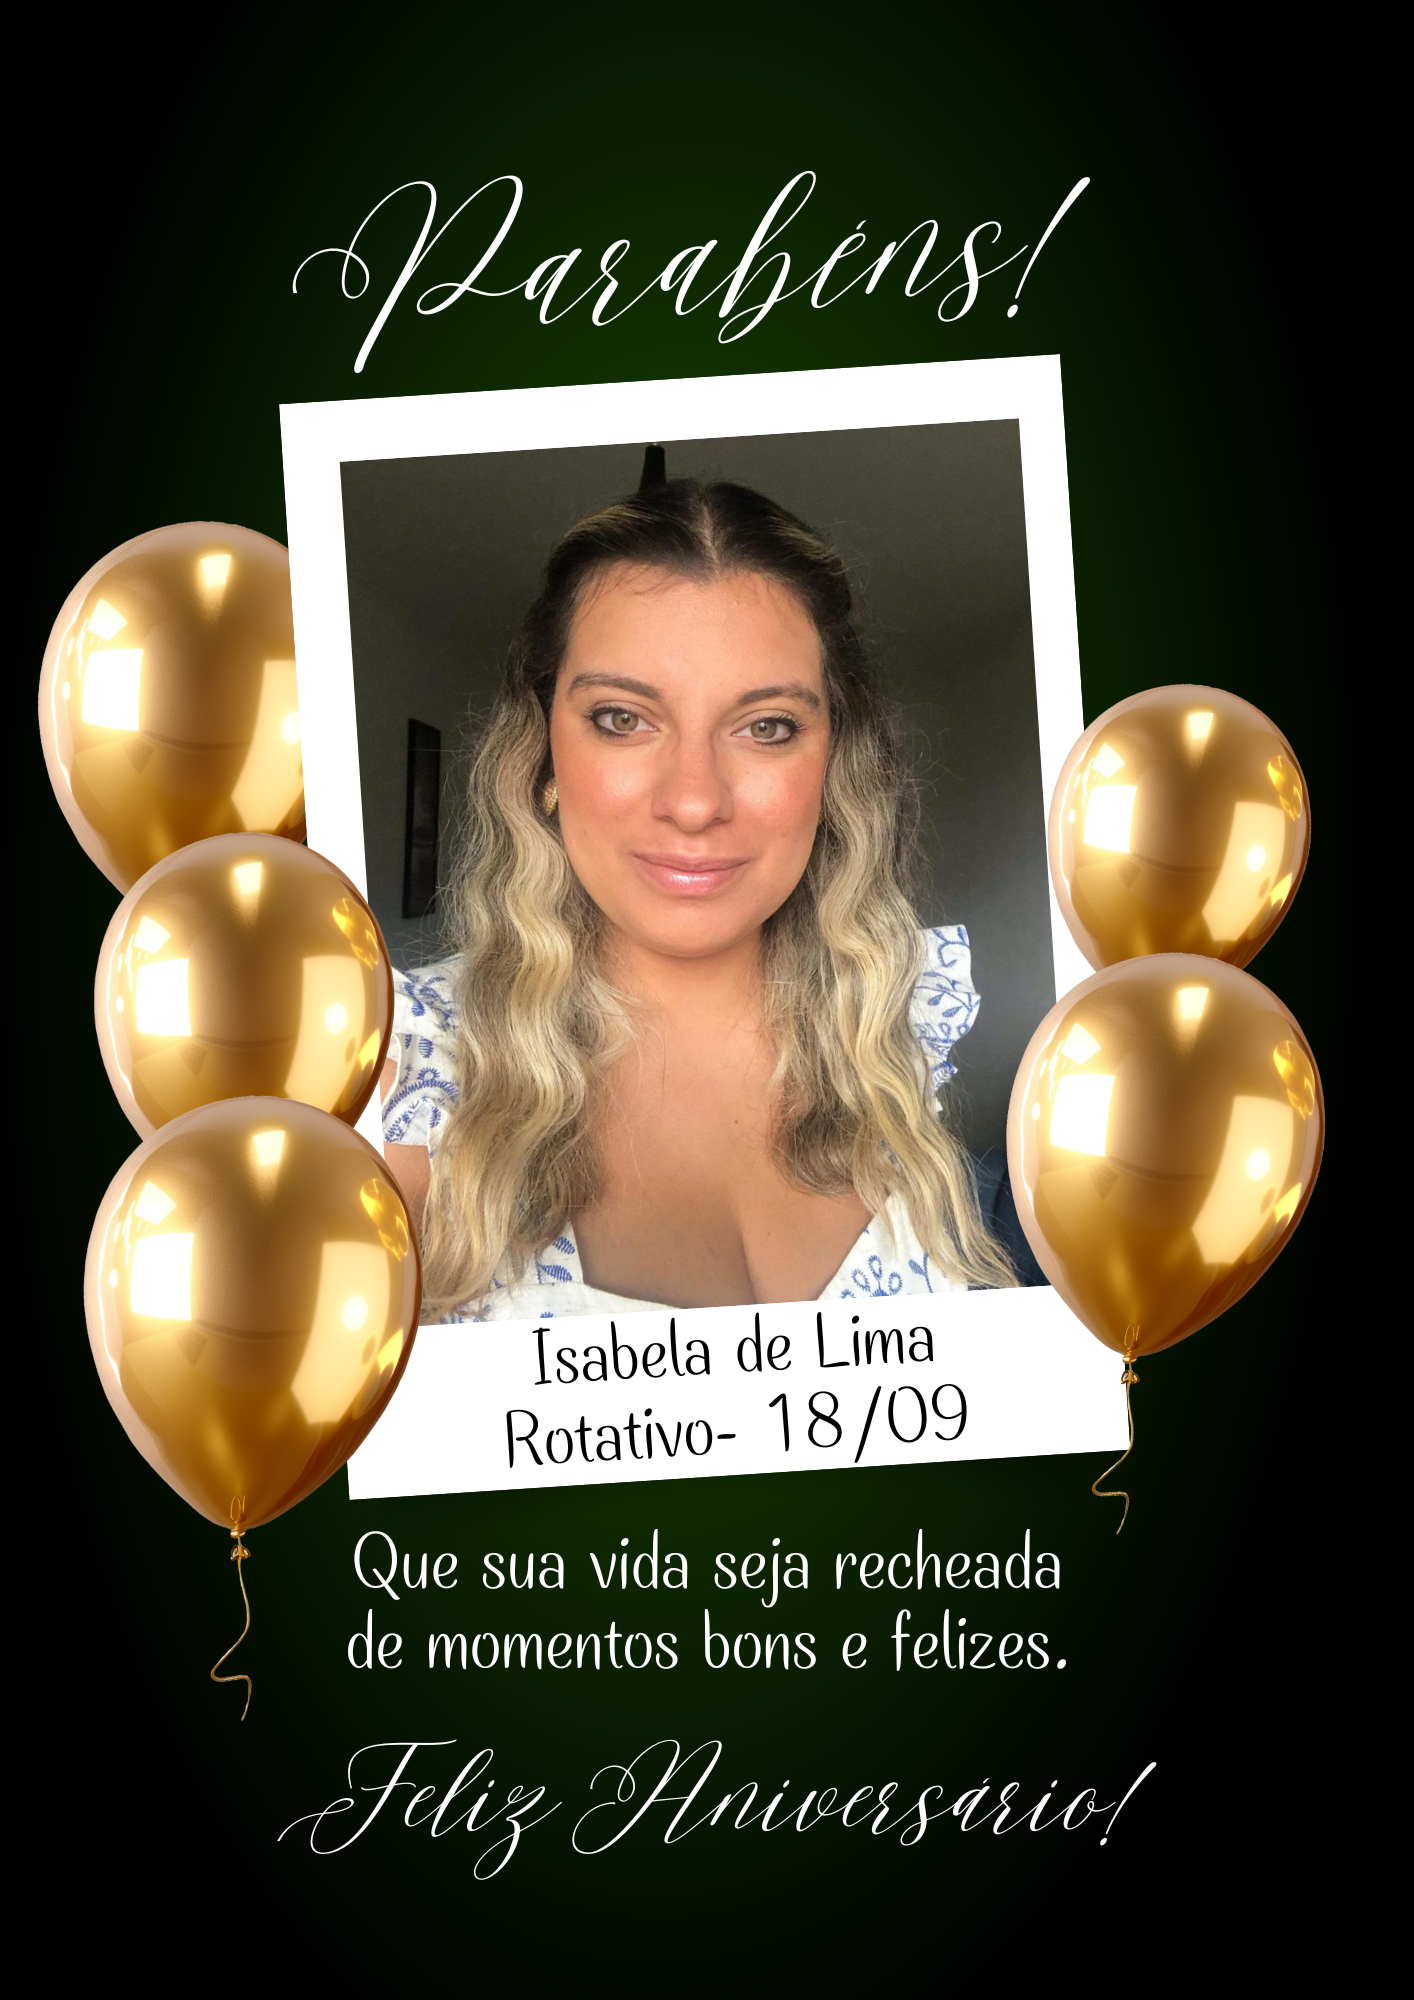 Parabéns!
Isabela de Lima
Rotativo- 18/09
Que sua vida seja recheada
de momentos bons e felizes.
Feliz Aniversário!